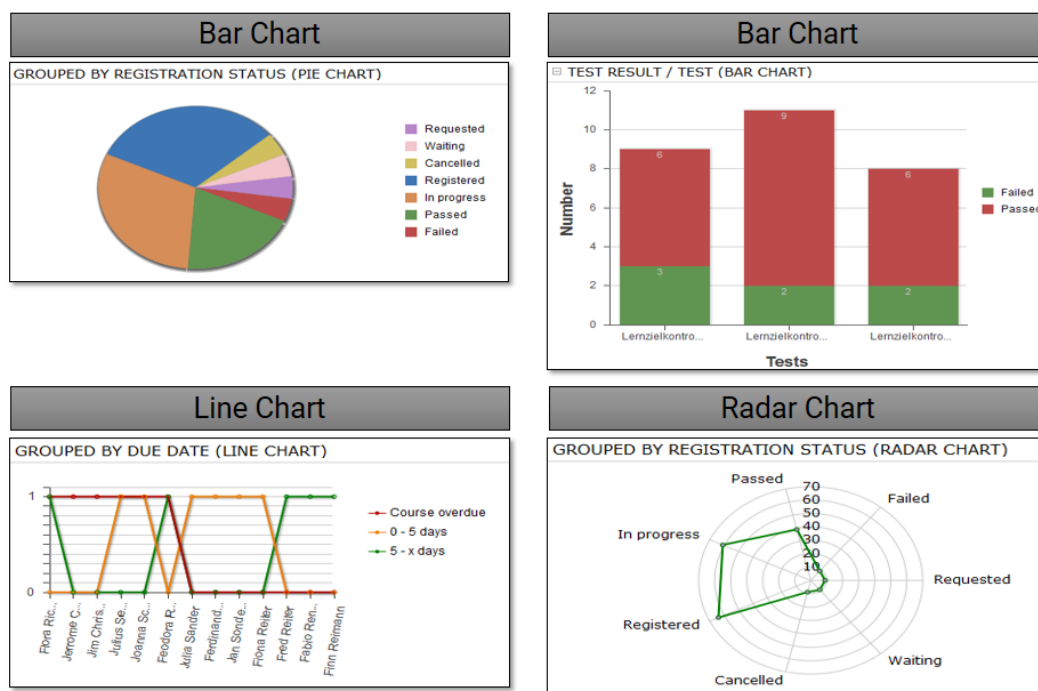 Bar Chart
GROUPED BY REGISTRATION STATUS (PIE CHART)
Requested
Waiting
Cancelled
Registered
In progress
Passed
Failed
Bar Chart
TEST RESULT / TEST (BAR CHART)
12
10
8
6
4
2
0
Number
6
3
9
2
6
2
Lernzielkontro...
Lernzielkontro...
Lernzielkontro...
Tests
Failed
Passed
Line Chart
GROUPED BY DUE DATE (LINE CHART)
1
0
Flora Ric...
Jerrome C...
Jim Chris...
Julius Se...
Joanna Sc...
Feodora R...
Julia Sander
Ferdinand...
Jan Sonde...
Fiona Reiter
Fred Reiter
Fabio Ren...
Finn Reimann
Course overdue
0 - 5 days
5 - x days
Radar Chart
GROUPED BY REGISTRATION STATUS (RADAR CHART)
Passed
Failed
In progress
Requested
Registered
Waiting
Cancelled
70
60
50
40
30
20
10